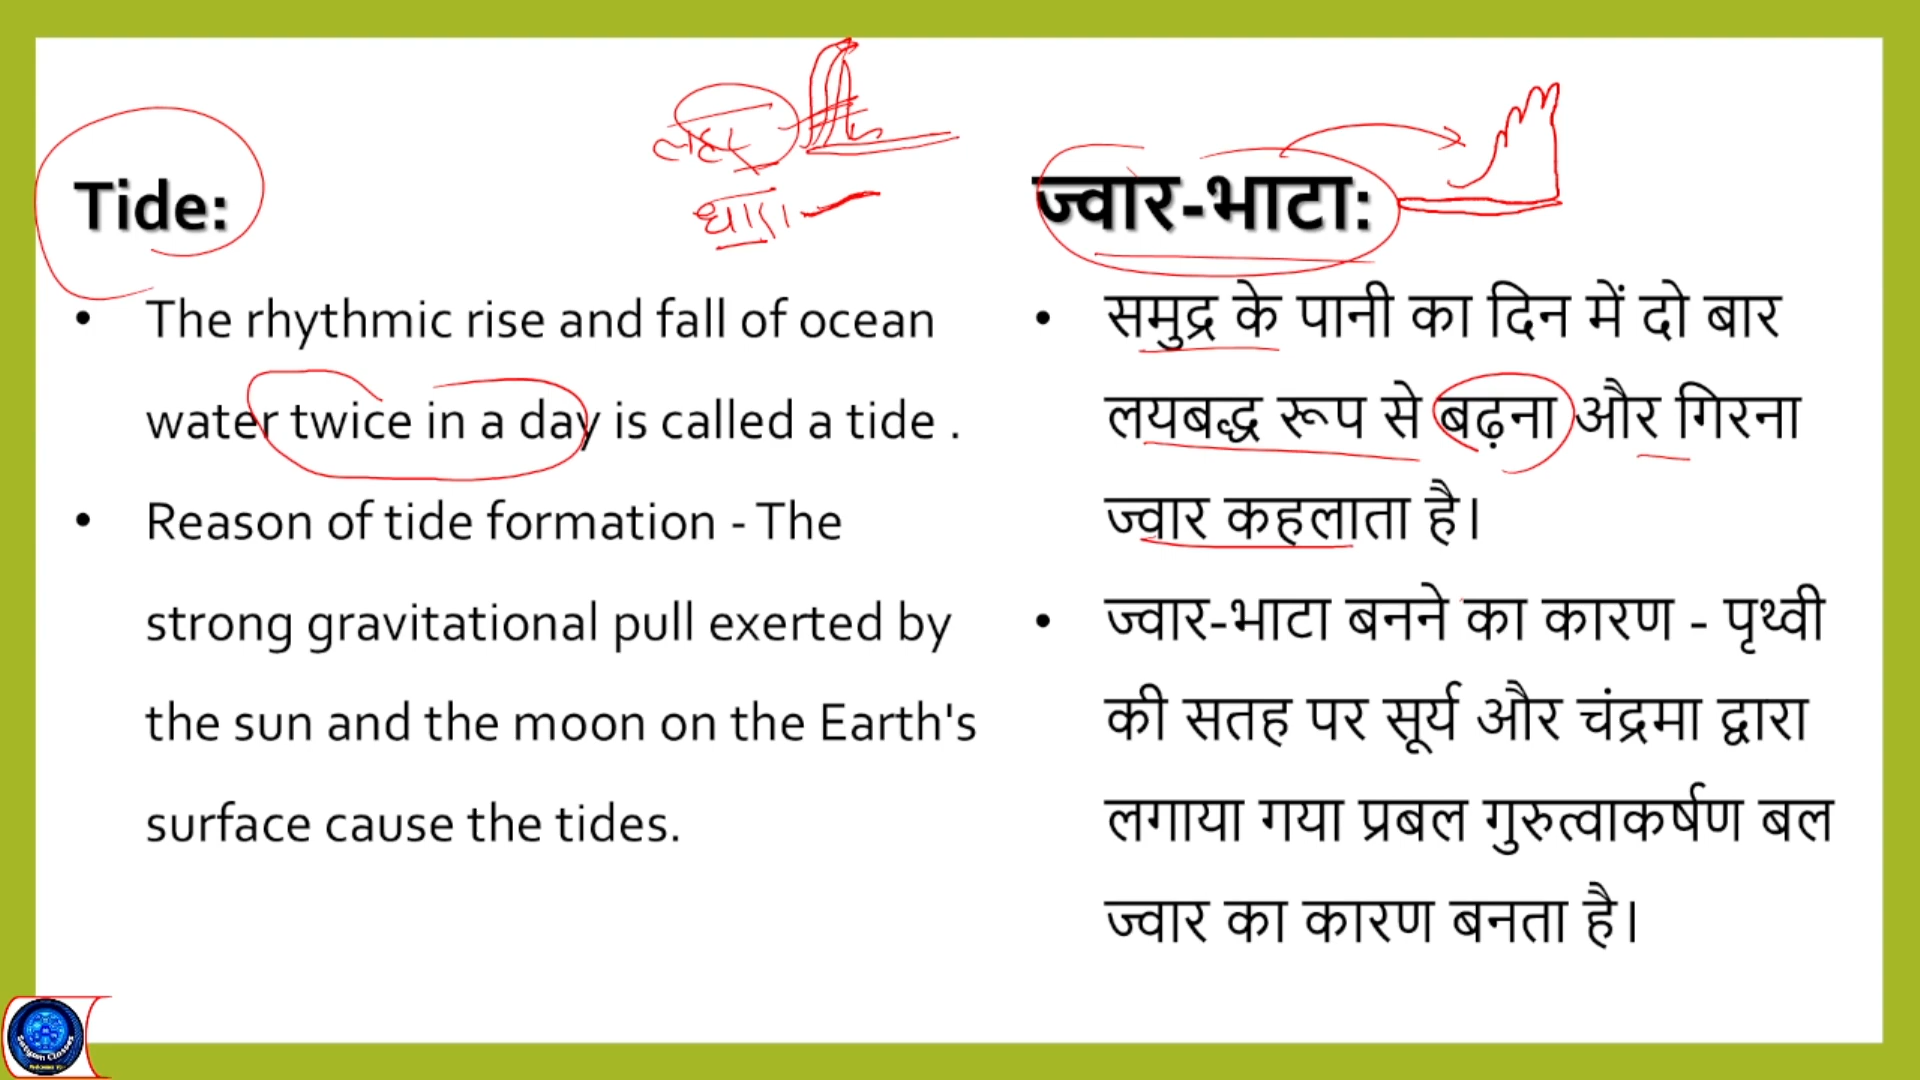 लहर
धारा
Tide:
The rhythmic rise and fall of ocean
water twice in a day is called a tide .
Reason of tide formation - The
strong gravitational pull exerted by
the sun and the moon on the Earth's
surface cause the tides.
ज्वार-भाटा:
समुद्र के पानी का दिन में दो बार
लयबद्ध रूप से बढ़ना और गिरना
ज्वार कहलाता है।
ज्वार-भाटा बनने का कारण - पृथ्वी
की सतह पर सूर्य और चंद्रमा द्वारा
लगाया गया प्रबल गुरुत्वाकर्षण बल
ज्वार का कारण बनता है।